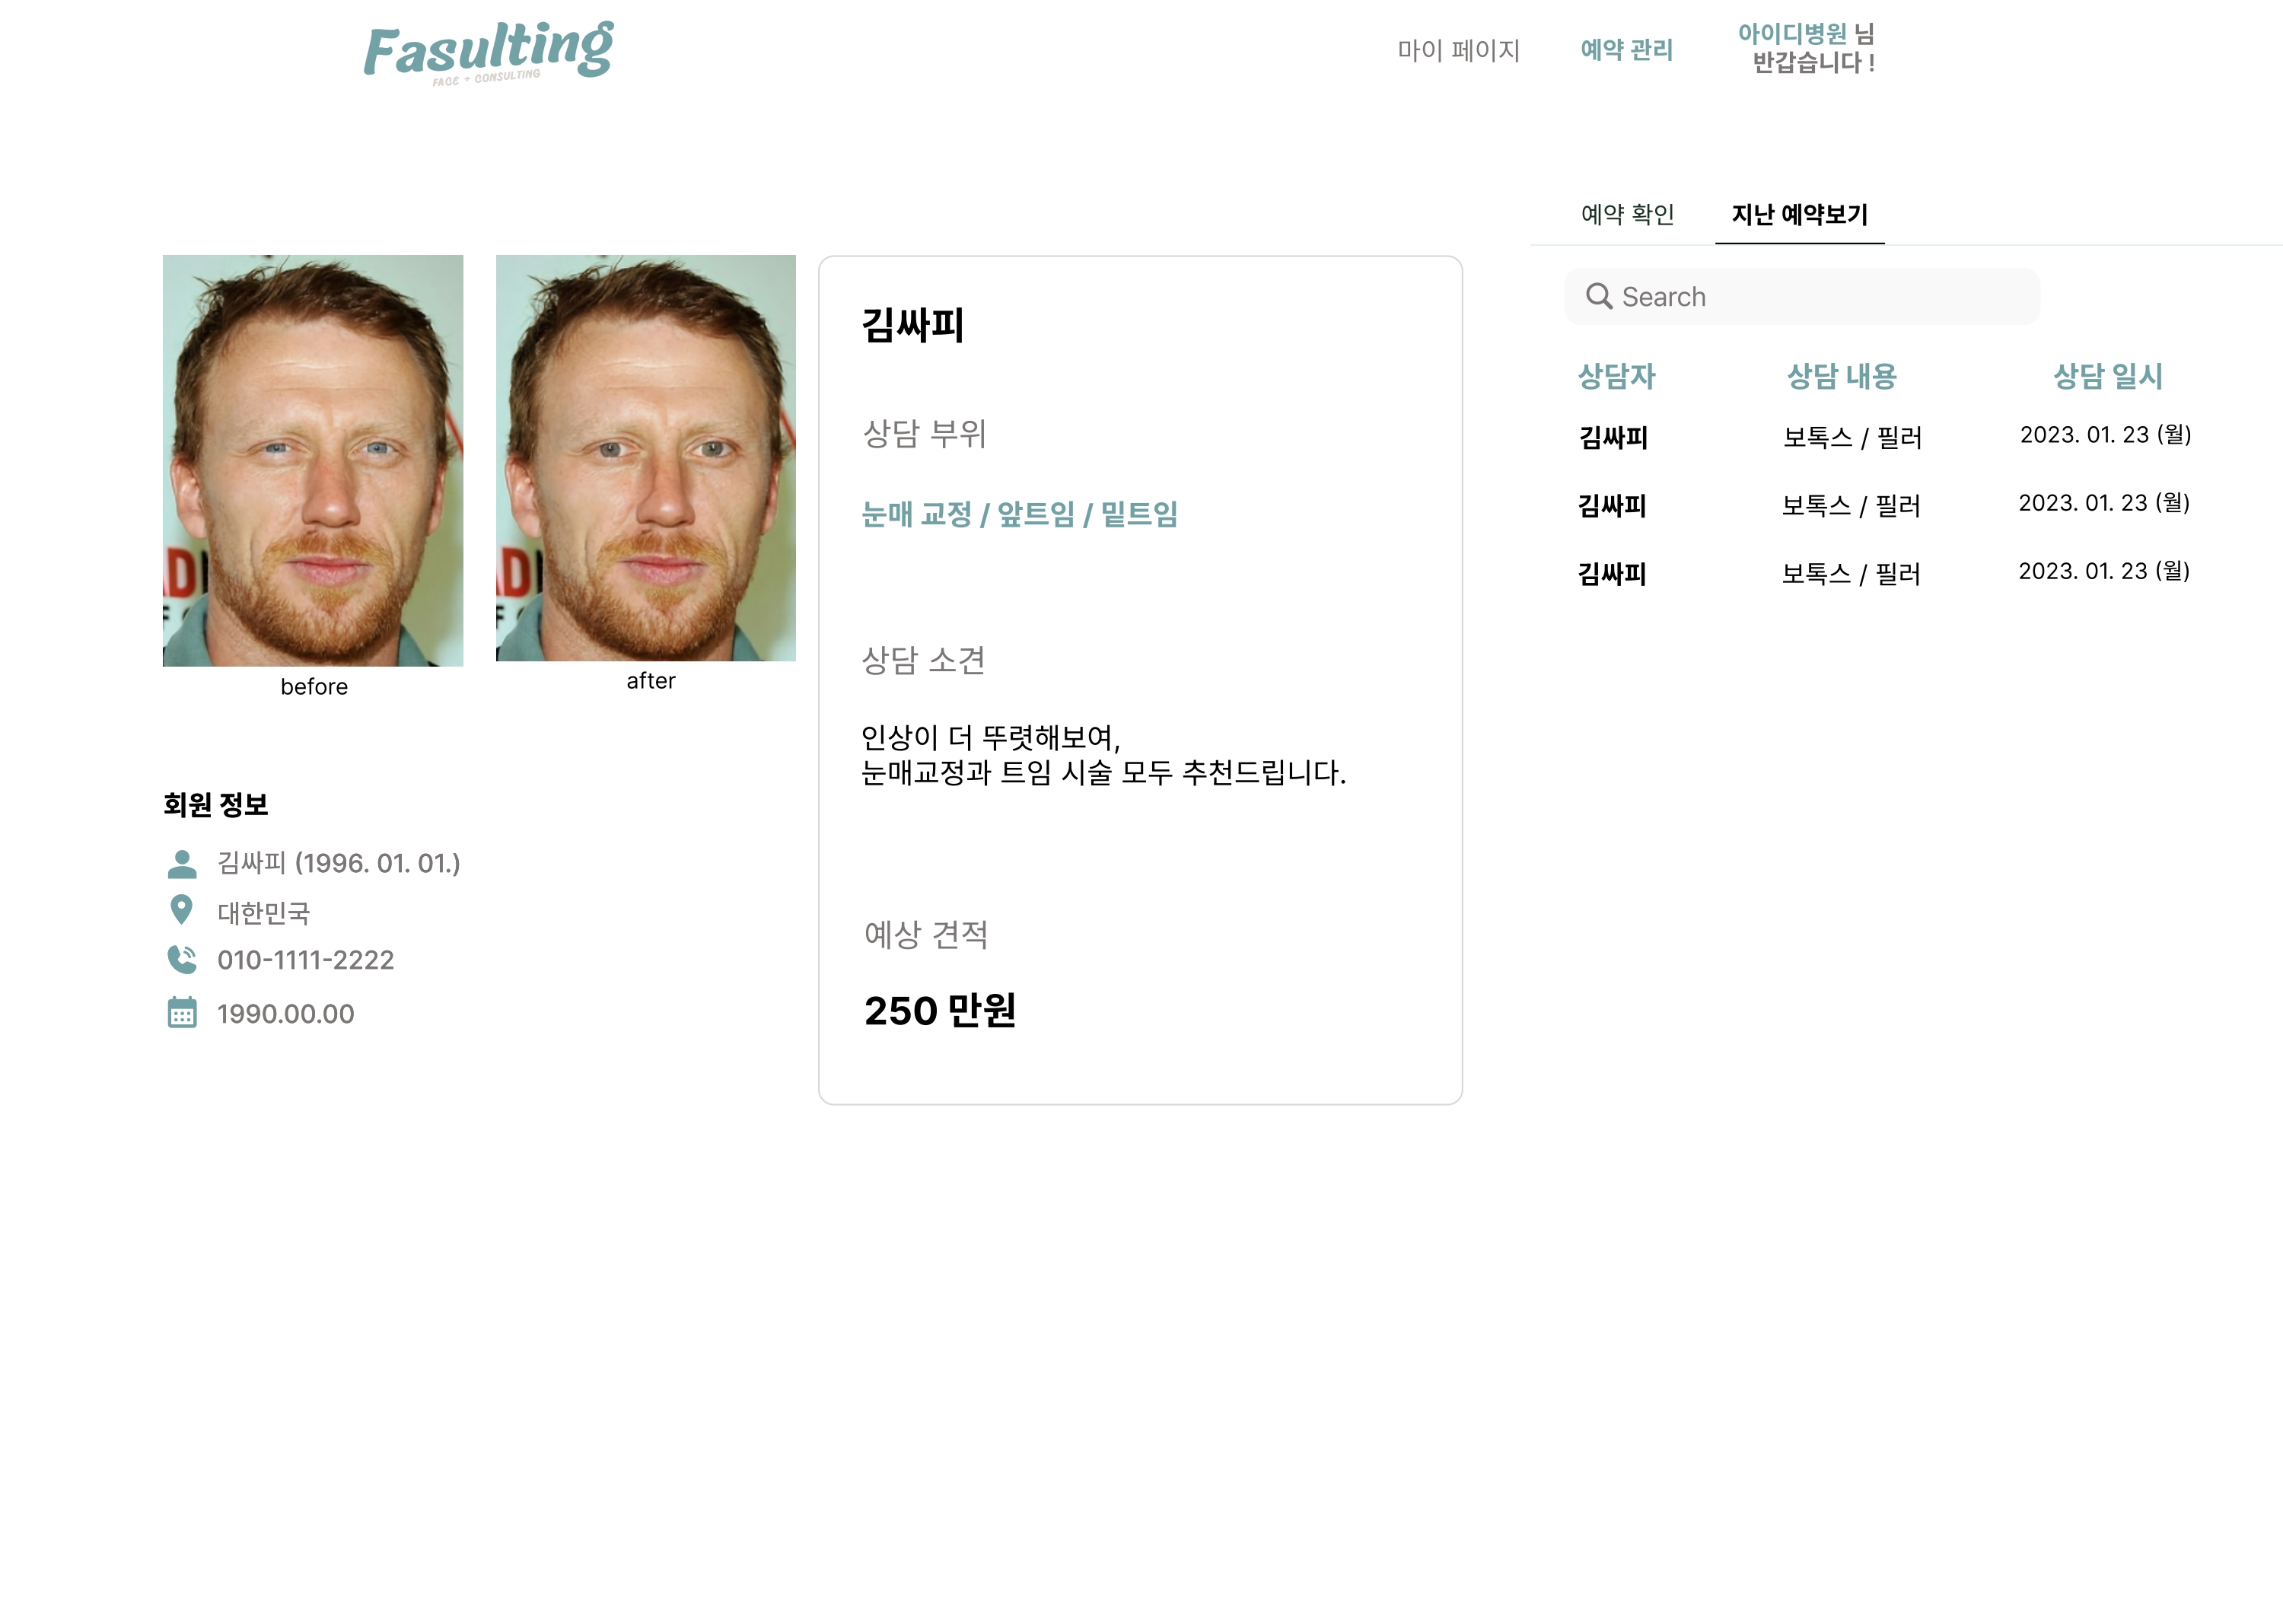 Fasulting
FACE + CONSULTING
마이 페이지
예약 관리
아이디병원 님
반갑습니다 !
예약 확인
지난 예약보기
Search
상담자 상담 내용 상담 일시
김싸피 보톡스 / 필러 2023. 01. 23 (월)
김싸피 보톡스 / 필러 2023. 01. 23 (월)
김싸피 보톡스 / 필러 2023. 01. 23 (월)
before
after
김싸피
상담 부위
눈매 교정 / 앞트임 / 밑트임
상담 소견
인상이 더 뚜렷해보여,
눈매교정과 트임 시술 모두 추천드립니다.
예상 견적
250 만원
회원 정보
김싸피 (1996. 01. 01.)
대한민국
010-1111-2222
1990.00.00